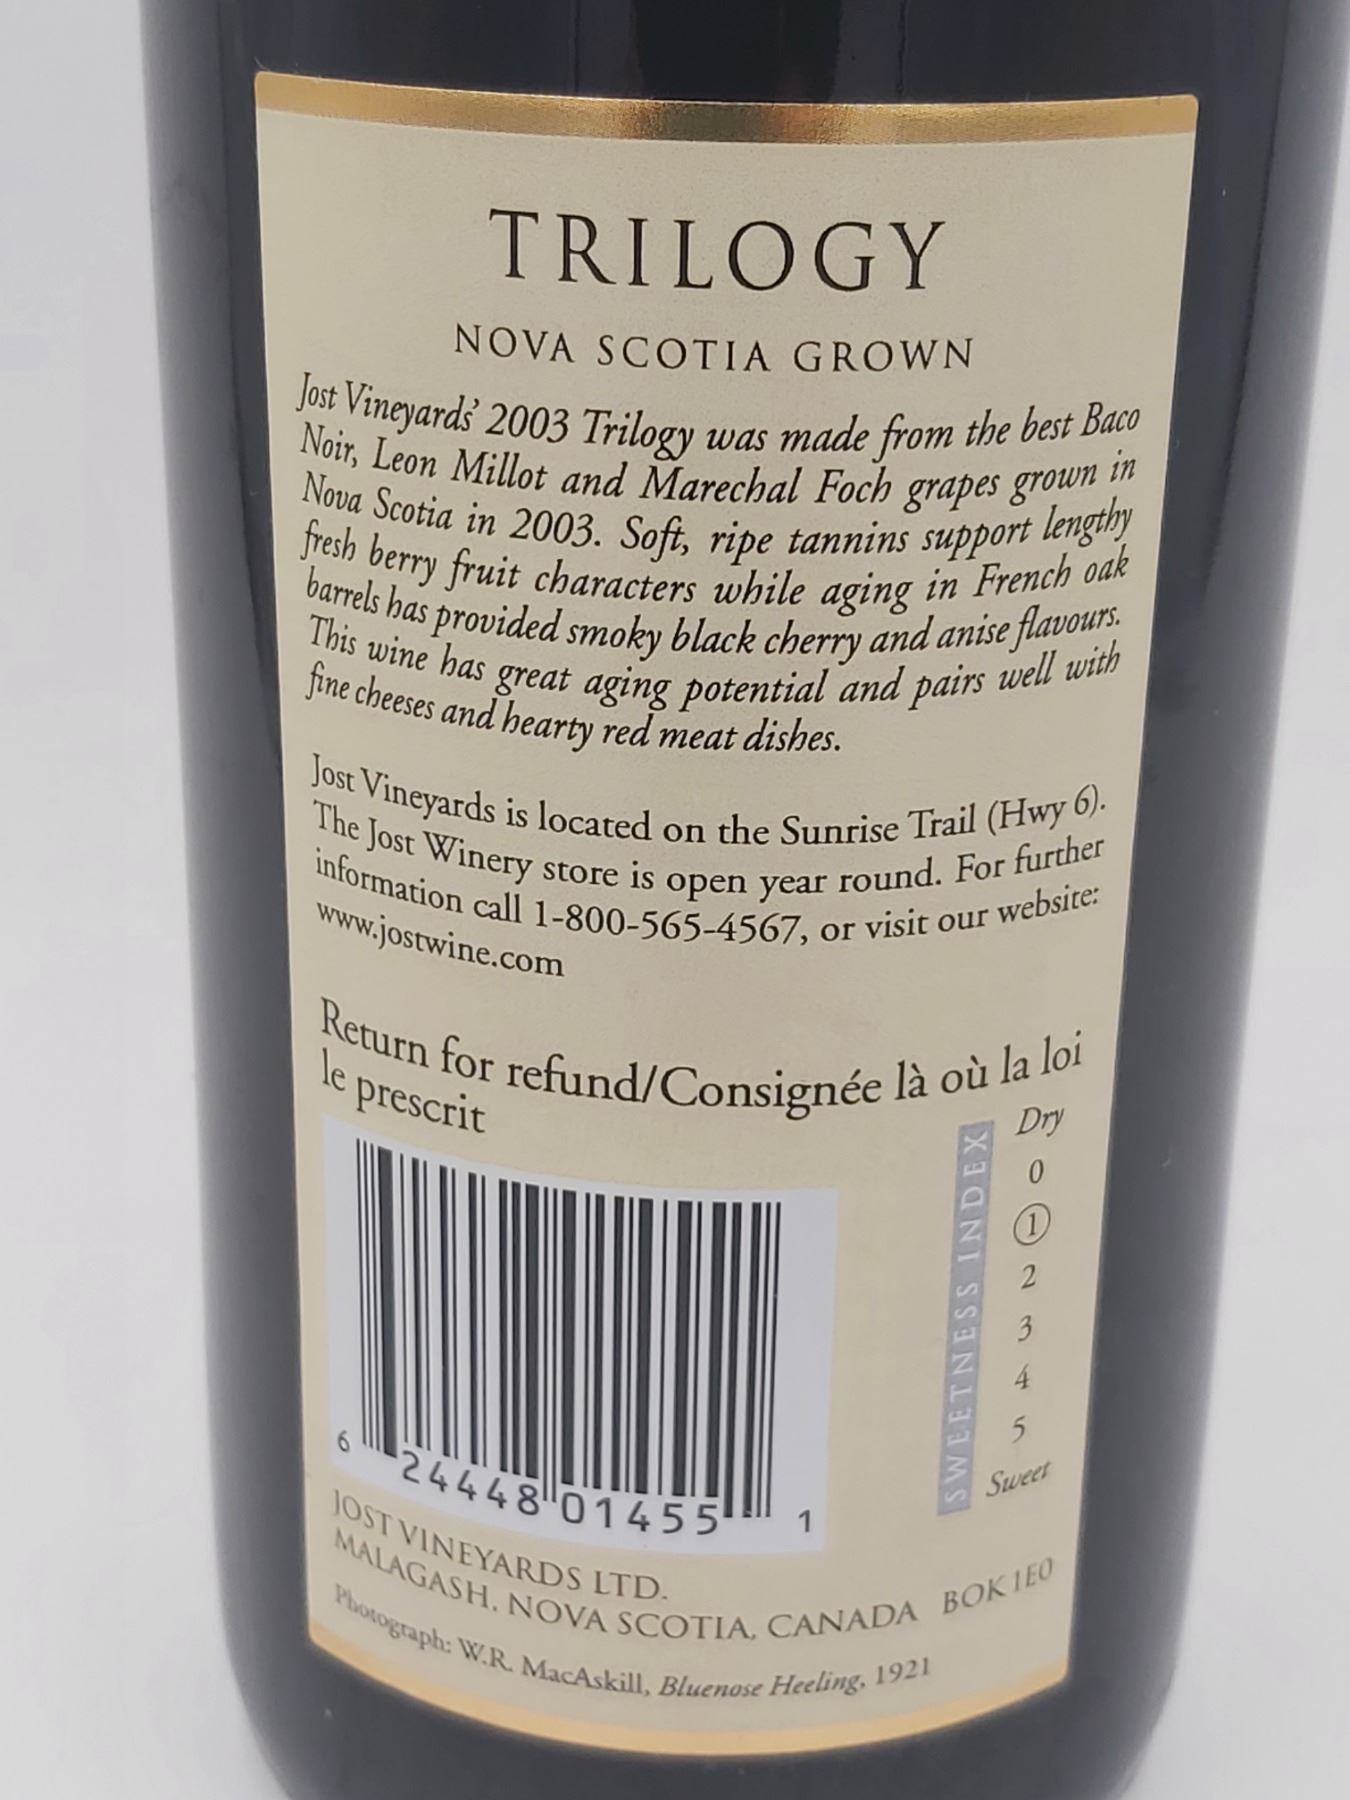 TRILOGY
NOVA SCOTIA GROWN
Jost Vineyards' 2003 Trilogy was made from the best Baco
Noir, Leon Millot and Marechal Foch grapes grown in
Nova Scotia in 2003. Soft, ripe tannins support lengthy
fresh berry fruit characters while aging in French oak
barrels has provided smoky black cherry and anise flavours.
This wine has great aging potential and pairs well with
fine cheeses and hearty red meat dishes.
Jost Vineyards is located on the Sunrise Trail (Hwy 6).
The Jost Winery store is open year round. For further
information call 1-800-565-4567, or visit our website:
www.jostwine.com
Return for refund/Consignée là où la loi
le prescrit
SWEETNESS INDEX
Dry
0
1
2
3
4
5
Sweet
6 24448 01455 1
JOST VINEYARDS LTD.
MALAGASH, NOVA SCOTIA, CANADA BOK 1E0
Photograph: W.R. MacAskill, Bluenose Heeling, 1921